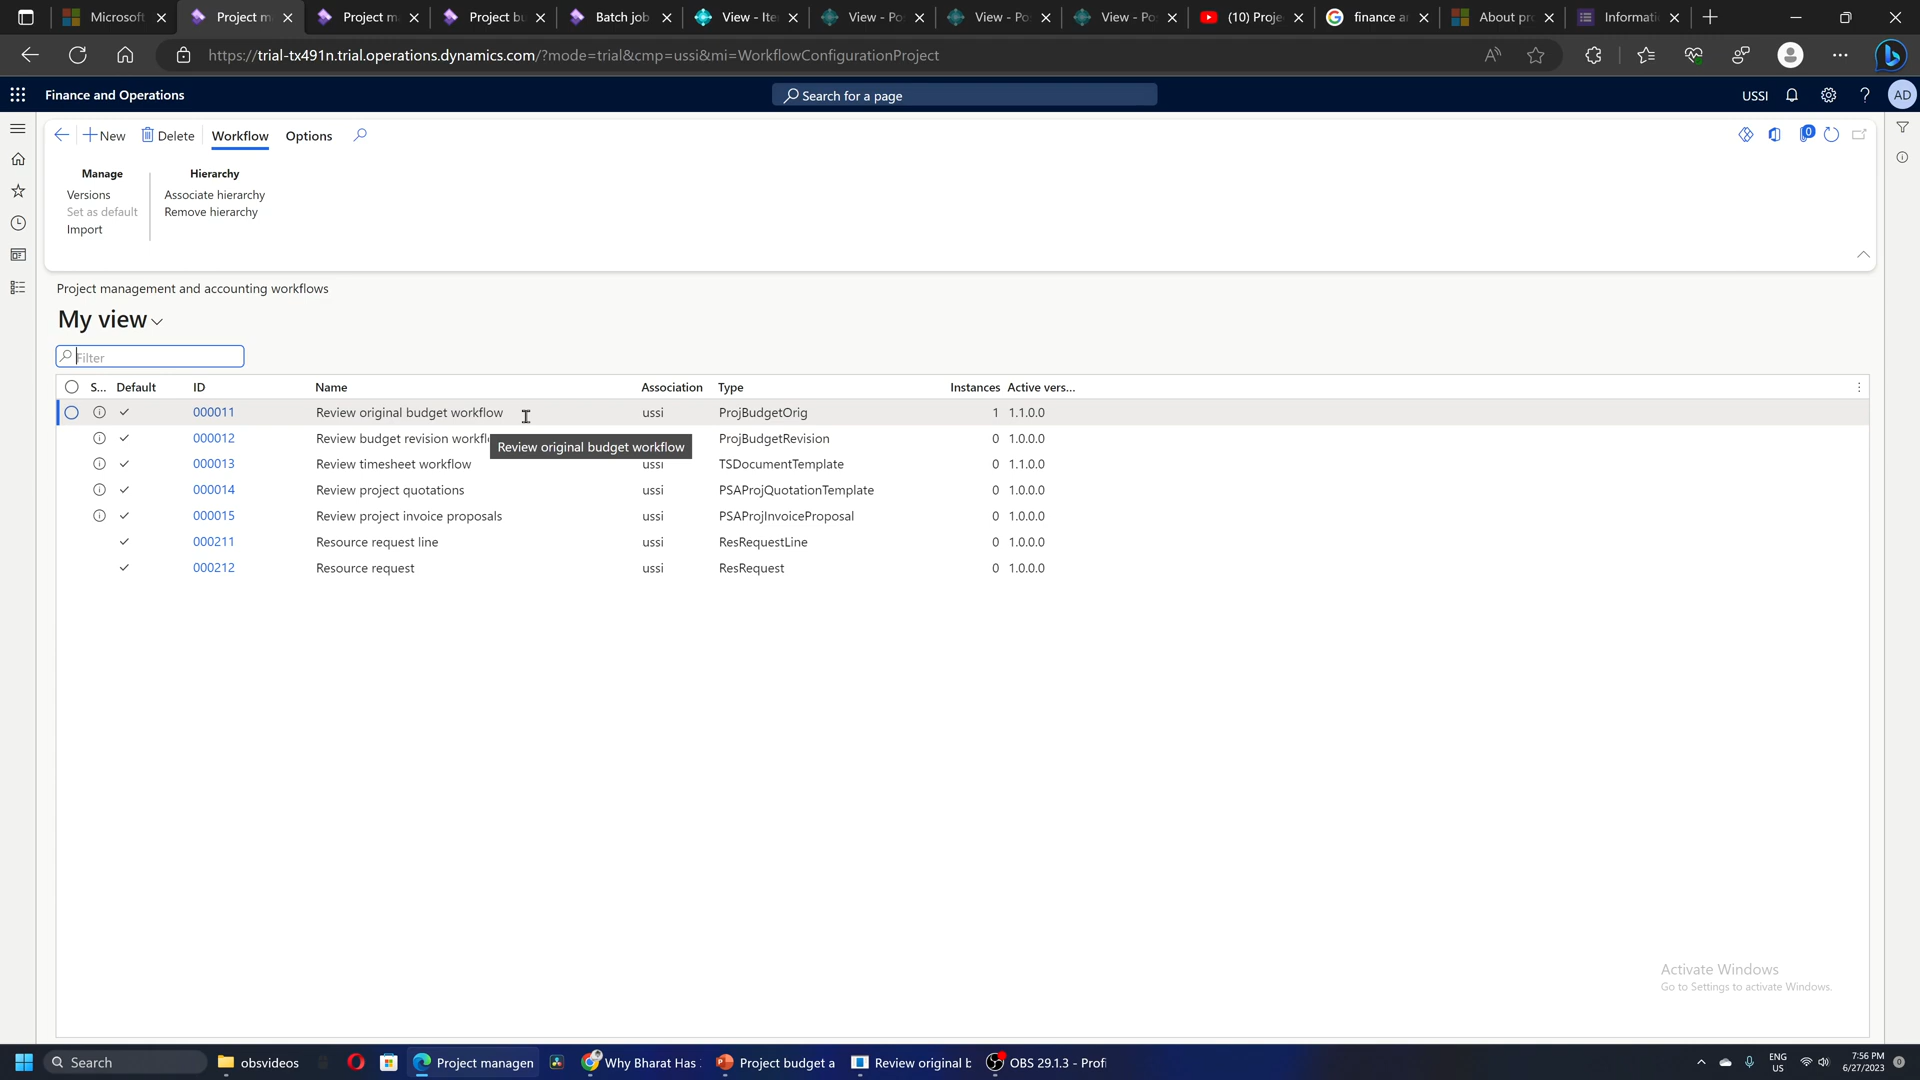 Microsoft
Project m
Project m
Project bu
Batch job
View - Ite
View - Po
View - Po
View - Po
(10) Proje
finance a
About pr
Informati
https://trial-tx491n.trial.operations.dynamics.com/?mode=trial&cmp=ussi&mi=WorkflowConfigurationProject
Finance and Operations
Search for a page
USSI
AD
New
Delete
Workflow
Options
0
Manage
Hierarchy
Versions
Associate hierarchy
Set as default
Remove hierarchy
Import
Project management and accounting workflows
My view
Filter
S... Default ID Name Association Type Instances Active vers...
000011 Review original budget workflow ussi ProjBudgetOrig 1 1.1.0.0
000012 Review budget revision workfl ProjBudgetRevision 0 1.0.0.0
Review original budget workflow
000013 Review timesheet workflow ussi TSDocumentTemplate 0 1.1.0.0
000014 Review project quotations ussi PSAProjQuotationTemplate 0 1.0.0.0
000015 Review project invoice proposals ussi PSAProjInvoiceProposal 0 1.0.0.0
000211 Resource request line ussi ResRequestLine 0 1.0.0.0
000212 Resource request ussi ResRequest 0 1.0.0.0
Activate Windows
Go to Settings to activate Windows.
Search
obsvideos
Project managen
Why Bharat Has
Project budget a
Review original b
OBS 29.1.3 - Profi
ENG
US
7:56 PM
6/27/2023